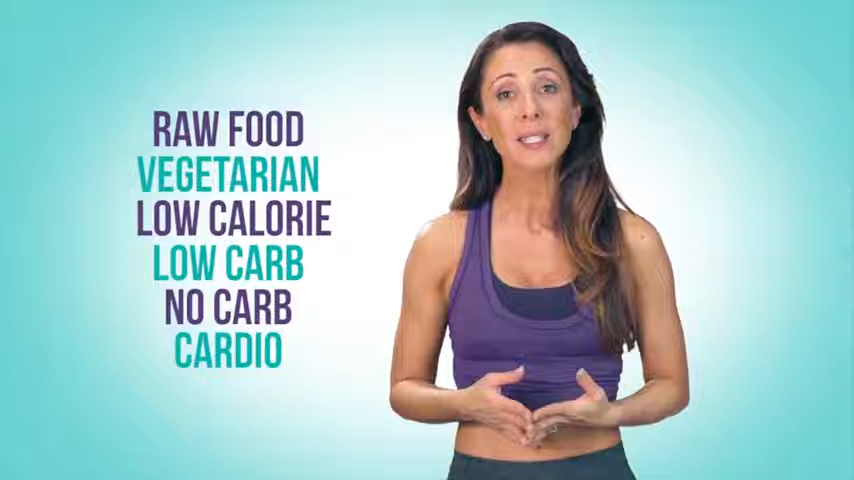 RAW FOOD
VEGETARIAN
LOW CALORIE
LOW CARB
NO CARB
CARDIO